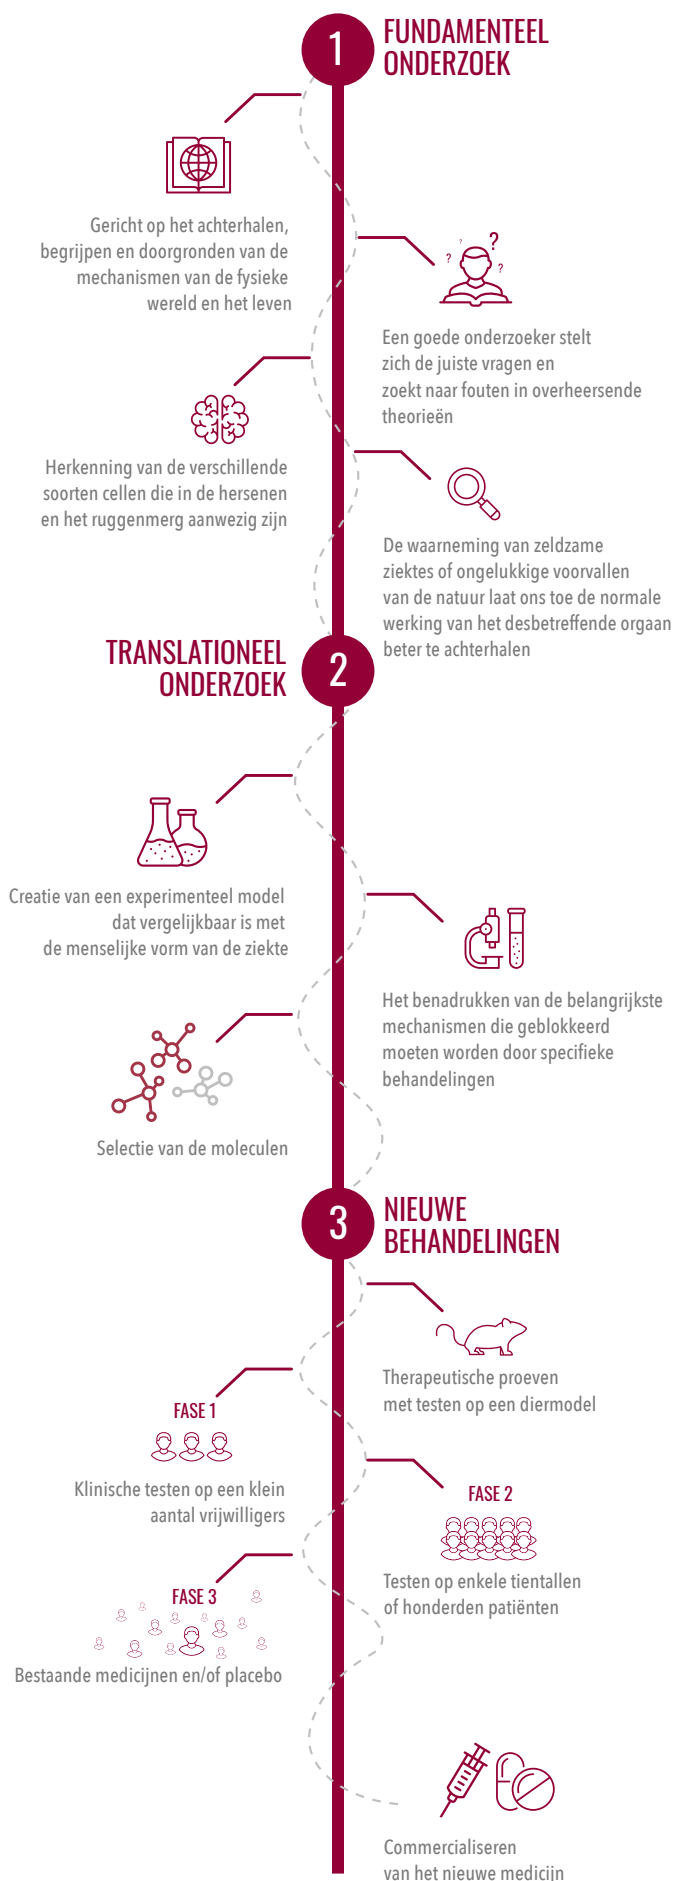 1
FUNDAMENTEEL
ONDERZOEK
Gericht op het achterhalen,
begrijpen en doorgronden van de
mechanismen van de fysieke
wereld en het leven
? ? ? ?
Een goede onderzoeker stelt
zich de juiste vragen en
zoekt naar fouten in overheersende
theorieën
Herkenning van de verschillende
soorten cellen die in de hersenen
en het ruggenmerg aanwezig zijn
De waarneming van zeldzame
ziektes of ongelukkige voorvallen
van de natuur laat ons toe de normale
werking van het desbetreffende orgaan
beter te achterhalen
2
TRANSLATIONEEL
ONDERZOEK
Creatie van een experimenteel model
dat vergelijkbaar is met
de menselijke vorm van de ziekte
Het benadrukken van de belangrijkste
mechanismen die geblokkeerd
moeten worden door specifieke
behandelingen
Selectie van de moleculen
3
NIEUWE
BEHANDELINGEN
Therapeutische proeven
met testen op een diermodel
FASE 1
Klinische testen op een klein
aantal vrijwilligers
FASE 2
Testen op enkele tientallen
of honderden patiënten
FASE 3
Bestaande medicijnen en/of placebo
Commercialiseren
van het nieuwe medicijn